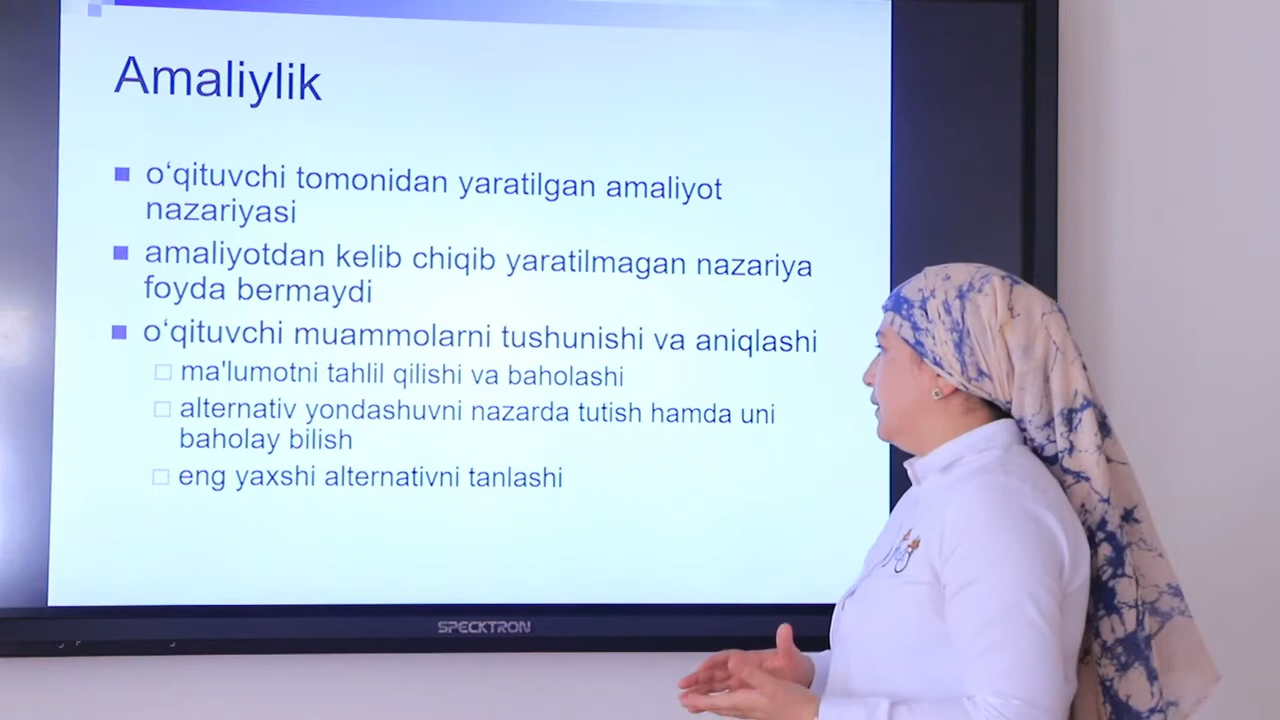 Amaliylik
o‘qituvchi tomonidan yaratilgan amaliyot
nazariyasi
amaliyotdan kelib chiqib yaratilmagan nazariya
foyda bermaydi
o‘qituvchi muammolarni tushunishi va aniqlashi
ma'lumotni tahlil qilishi va baholashi
alternativ yondashuvni nazarda tutish hamda uni
baholay bilish
eng yaxshi alternativni tanlashi
SPECKTRON